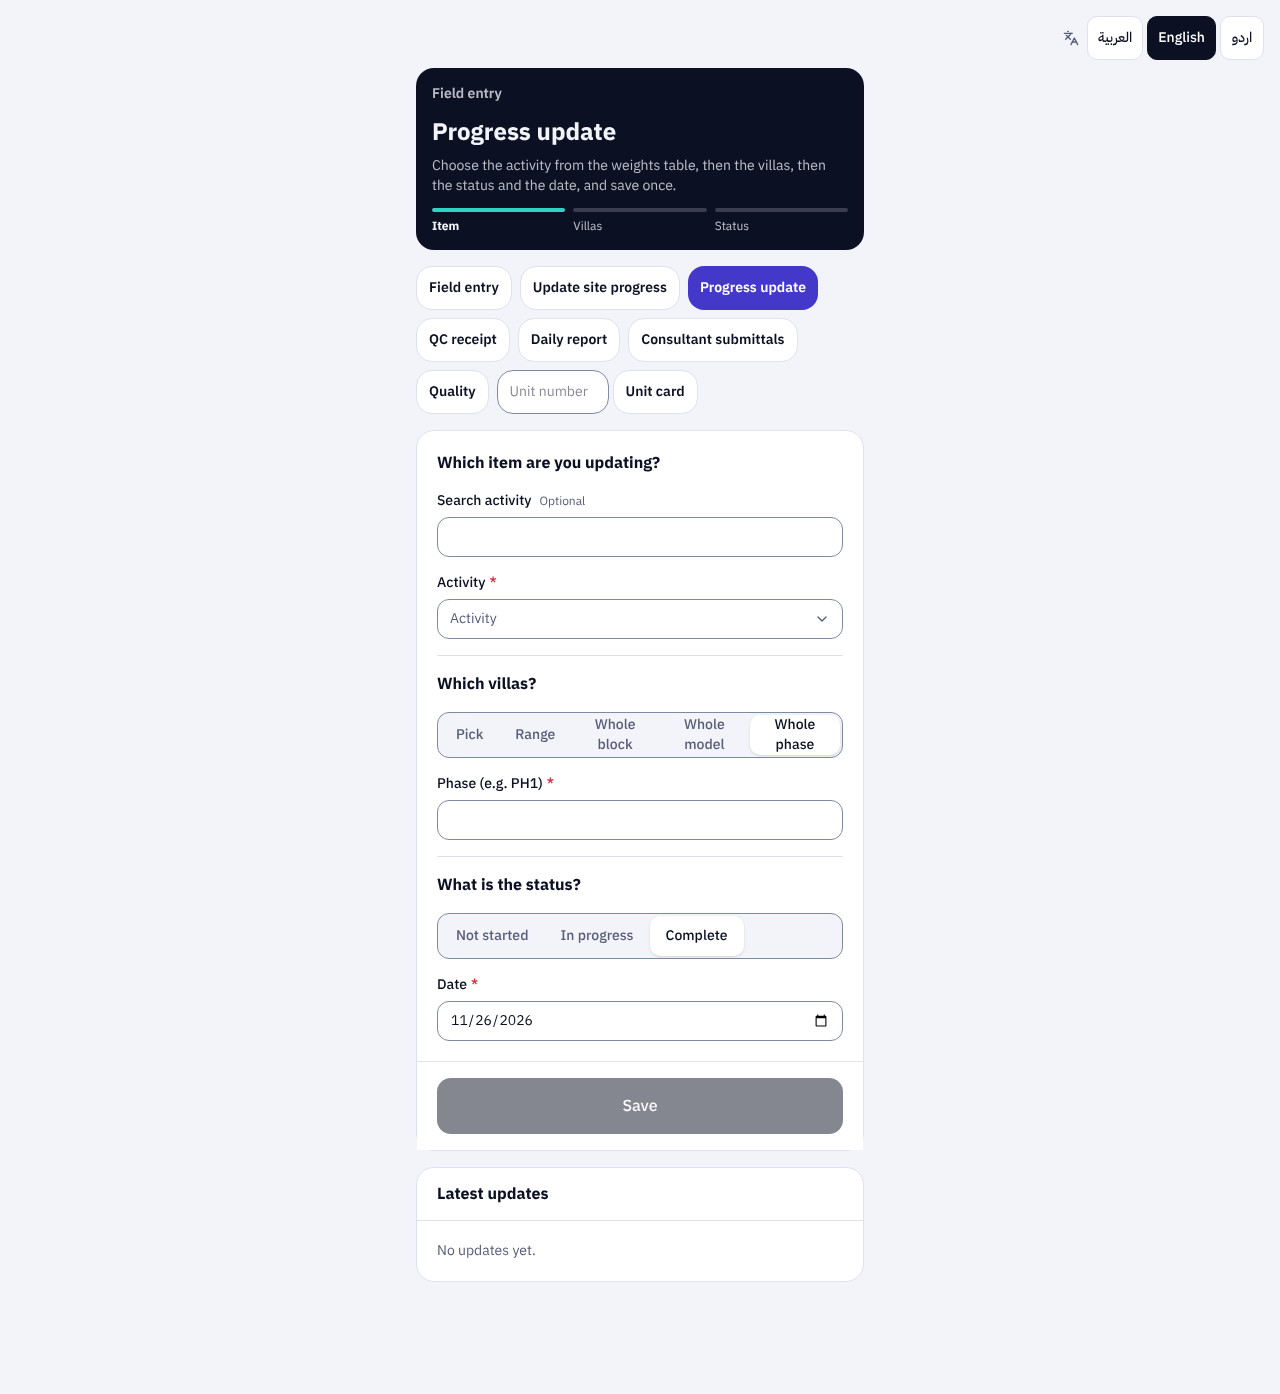 العربية
English
اردو
Field entry
Progress update
Choose the activity from the weights table, then the villas, then
the status and the date, and save once.
Item
Villas
Status
Field entry
Update site progress
Progress update
QC receipt
Daily report
Consultant submittals
Quality
Unit number
Unit card
Which item are you updating?
Search activity Optional
Activity *
Activity
Which villas?
Pick
Range
Whole
block
Whole
model
Whole
phase
Phase (e.g. PH1) *
What is the status?
Not started
In progress
Complete
Date *
11/26/2026
Save
Latest updates
No updates yet.